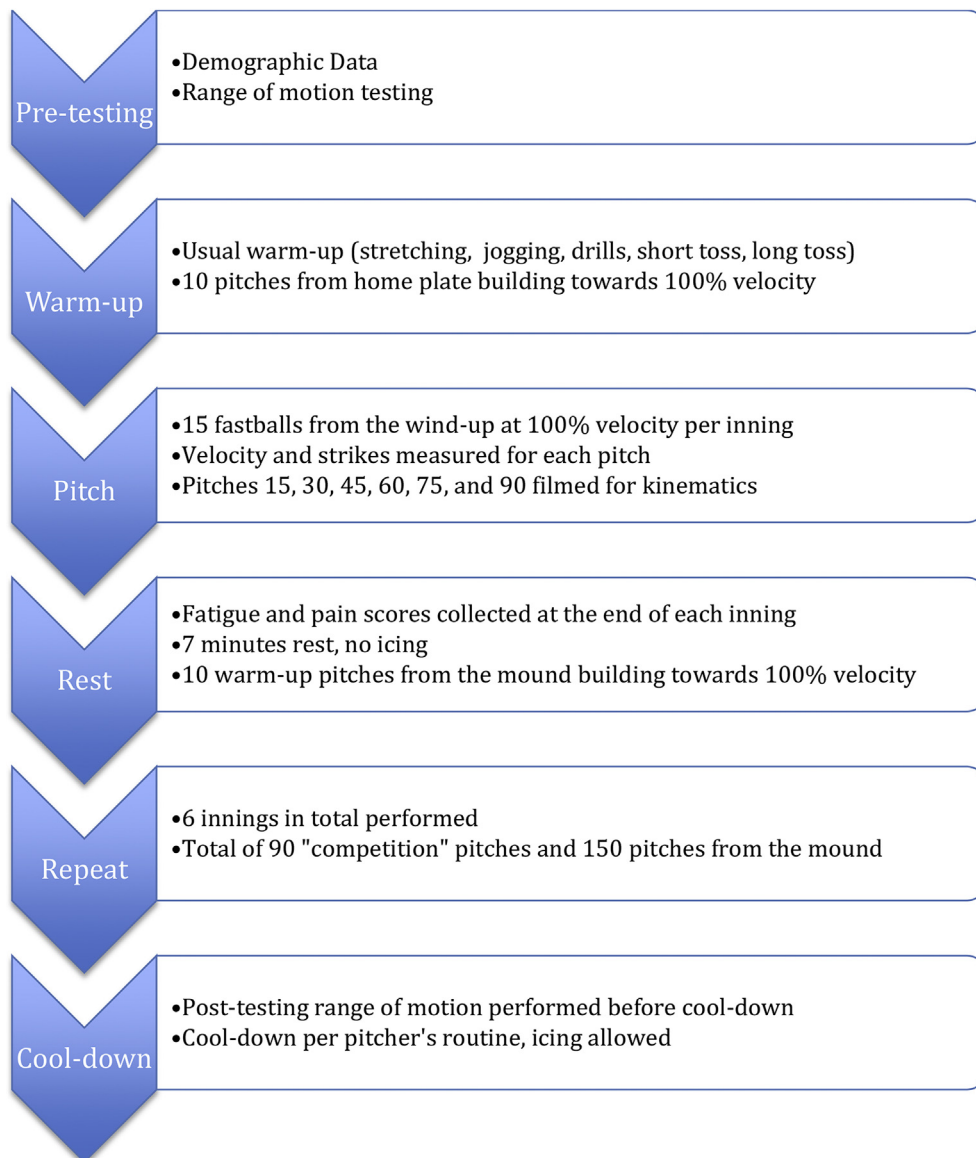 Pre-testing
•Demographic Data
•Range of motion testing
Warm-up
•Usual warm-up (stretching, jogging, drills, short toss, long toss)
•10 pitches from home plate building towards 100% velocity
Pitch
•15 fastballs from the wind-up at 100% velocity per inning
•Velocity and strikes measured for each pitch
•Pitches 15, 30, 45, 60, 75, and 90 filmed for kinematics
Rest
•Fatigue and pain scores collected at the end of each inning
•7 minutes rest, no icing
•10 warm-up pitches from the mound building towards 100% velocity
Repeat
•6 innings in total performed
•Total of 90 "competition" pitches and 150 pitches from the mound
Cool-down
•Post-testing range of motion performed before cool-down
•Cool-down per pitcher's routine, icing allowed